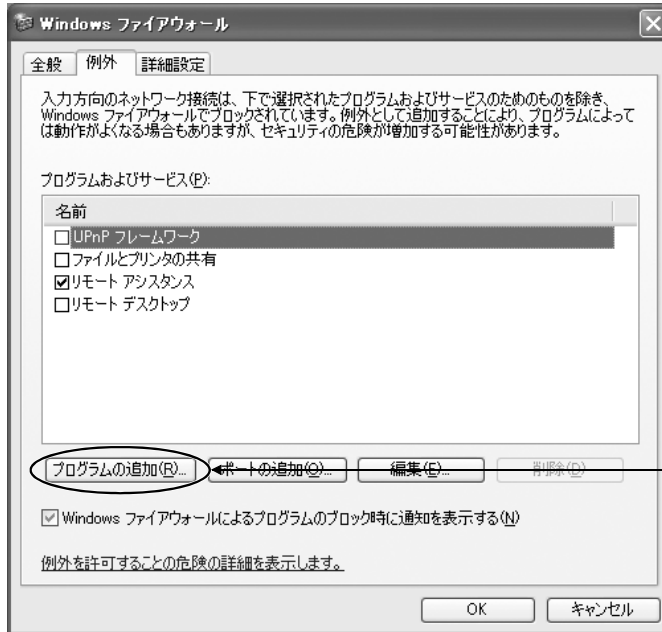 Windows ファイアウォール
全般
例外
詳細設定
入力方向のネットワーク接続は、下で選択されたプログラムおよびサービスのためのものを除き、
Windows ファイアウォールでブロックされています。例外として追加することにより、プログラムによって
は動作がよくなる場合もありますが、セキュリティの危険が増加する可能性があります。
プログラムおよびサービス(P):
名前
UPnP フレームワーク
ファイルとプリンタの共有
リモート アシスタンス
リモート デスクトップ
プログラムの追加(R)... ポートの追加(O)... 編集(E)... 削除(D)
Windows ファイアウォールによるプログラムのブロック時に通知を表示する(N)
例外を許可することの危険の詳細を表示します。
OK キャンセル